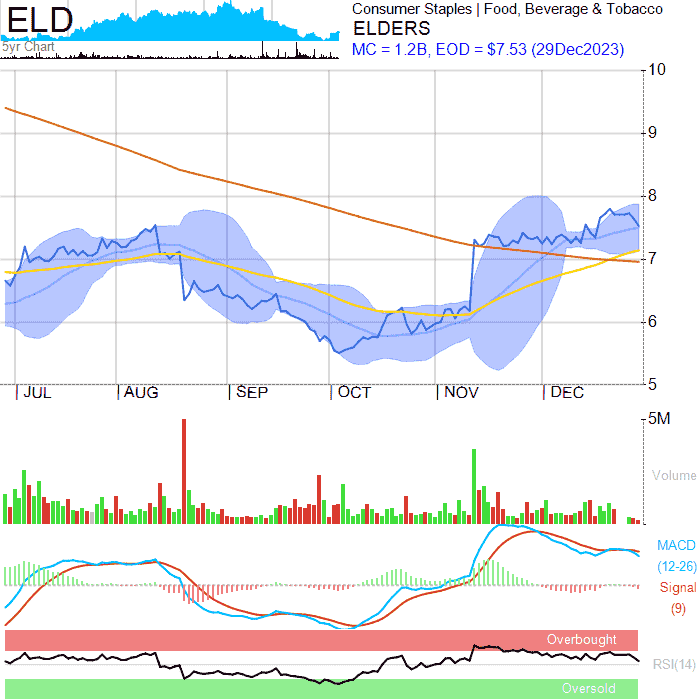 ELD
5yr Chart
Consumer Staples | Food, Beverage & Tobacco
ELDERS
MC = 1.2B, EOD = $7.53 (29Dec2023)
10
9
8
7
6
5
JUL AUG SEP OCT NOV DEC
5M
Volume
MACD
(12-26)
Signal
(9)
Overbought
RSI(14)
Oversold